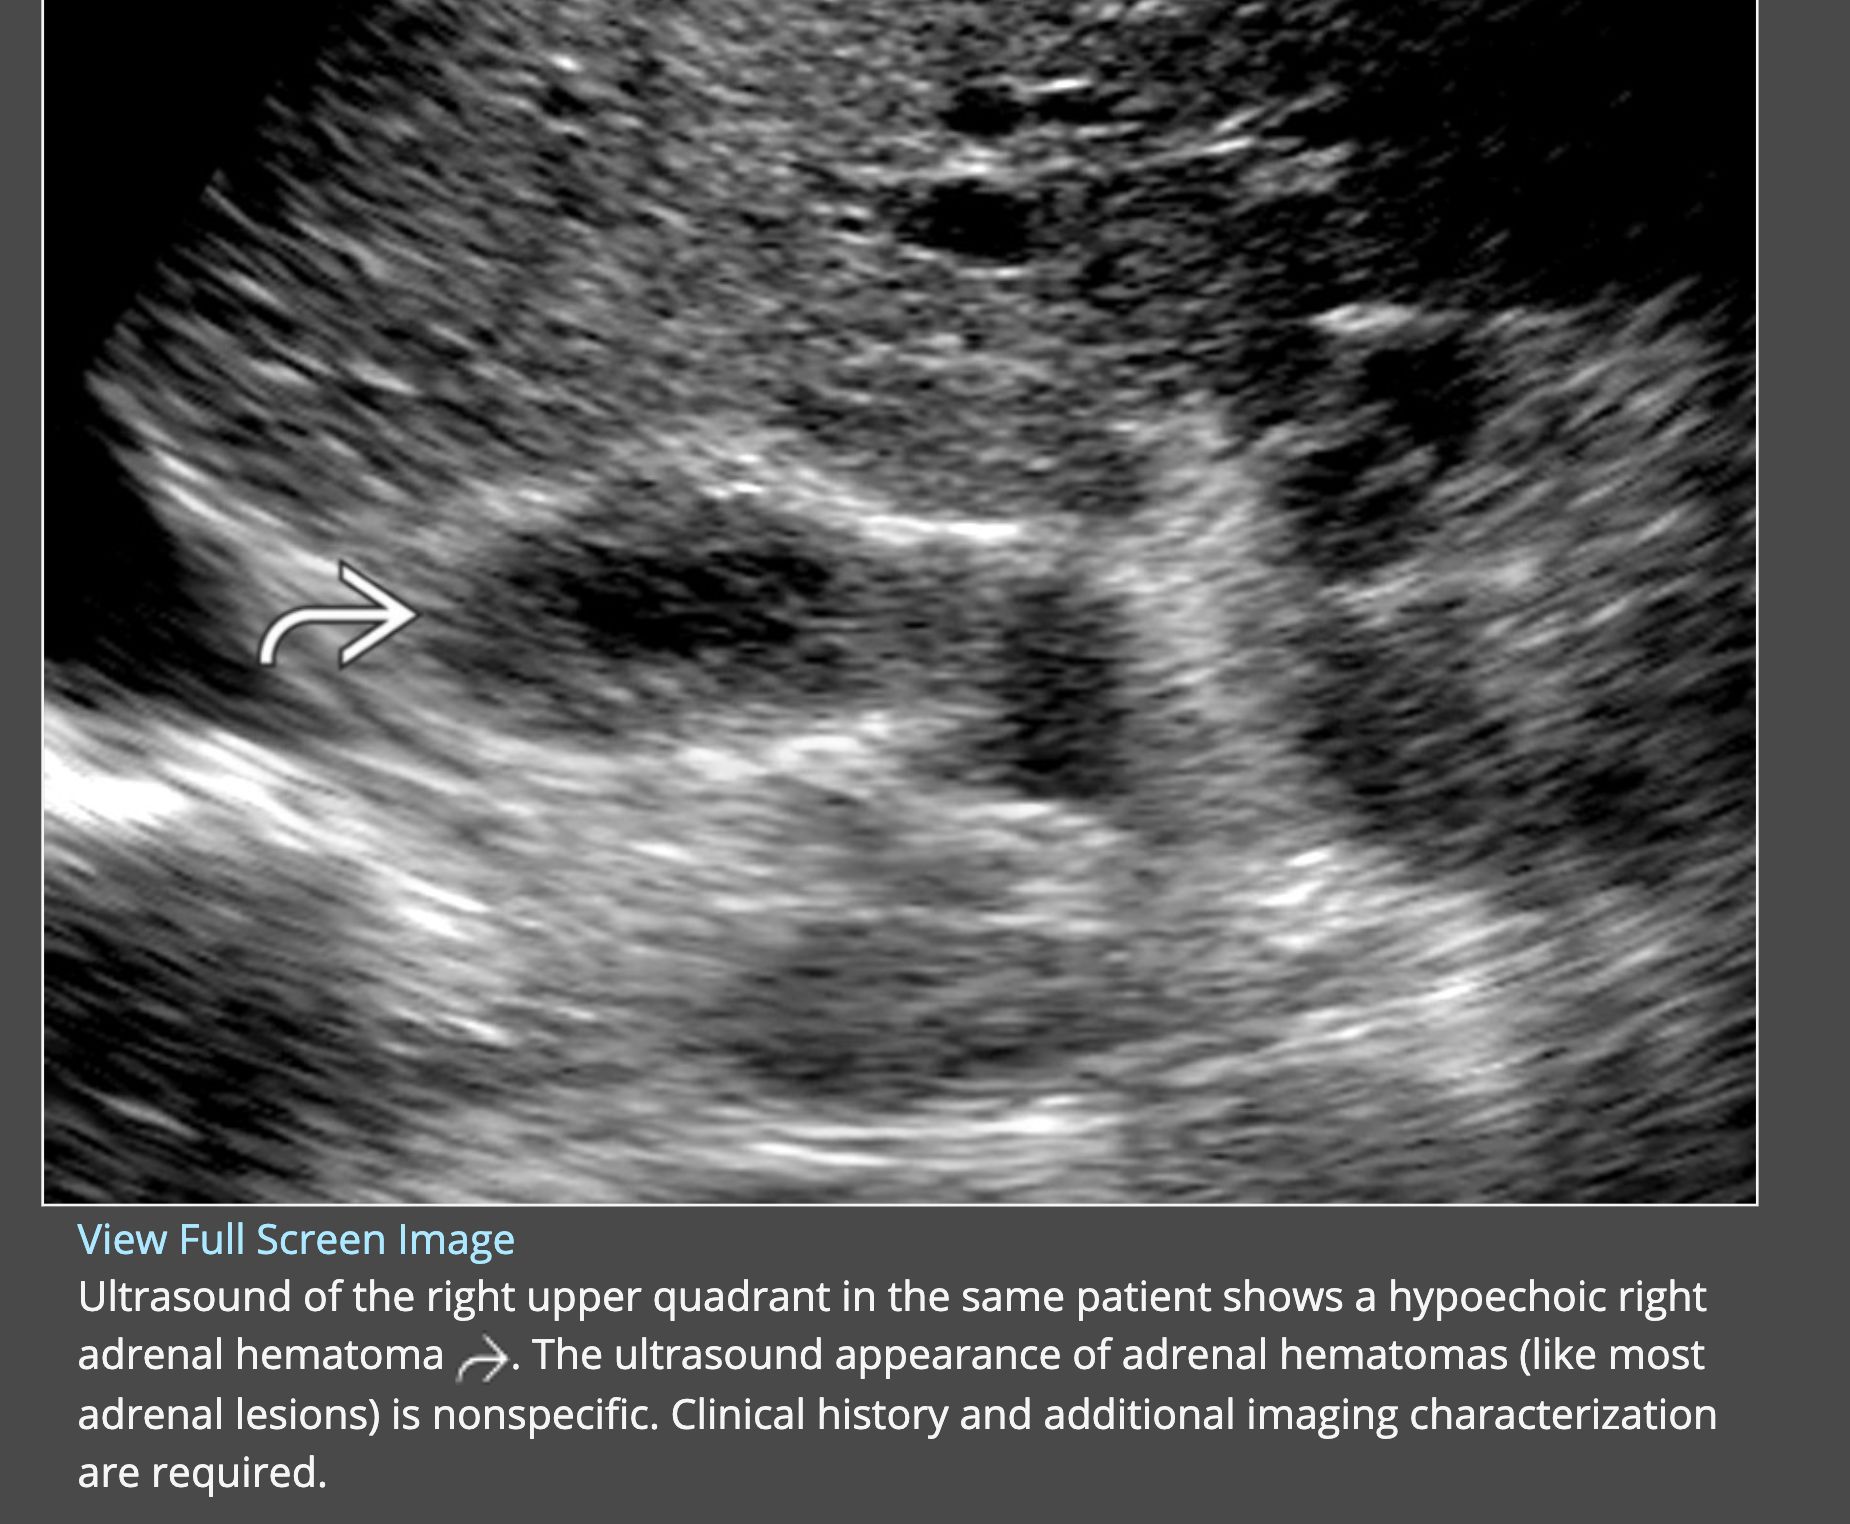 View Full Screen Image
Ultrasound of the right upper quadrant in the same patient shows a hypoechoic right
adrenal hematoma . The ultrasound appearance of adrenal hematomas (like most
adrenal lesions) is nonspecific. Clinical history and additional imaging characterization
are required.